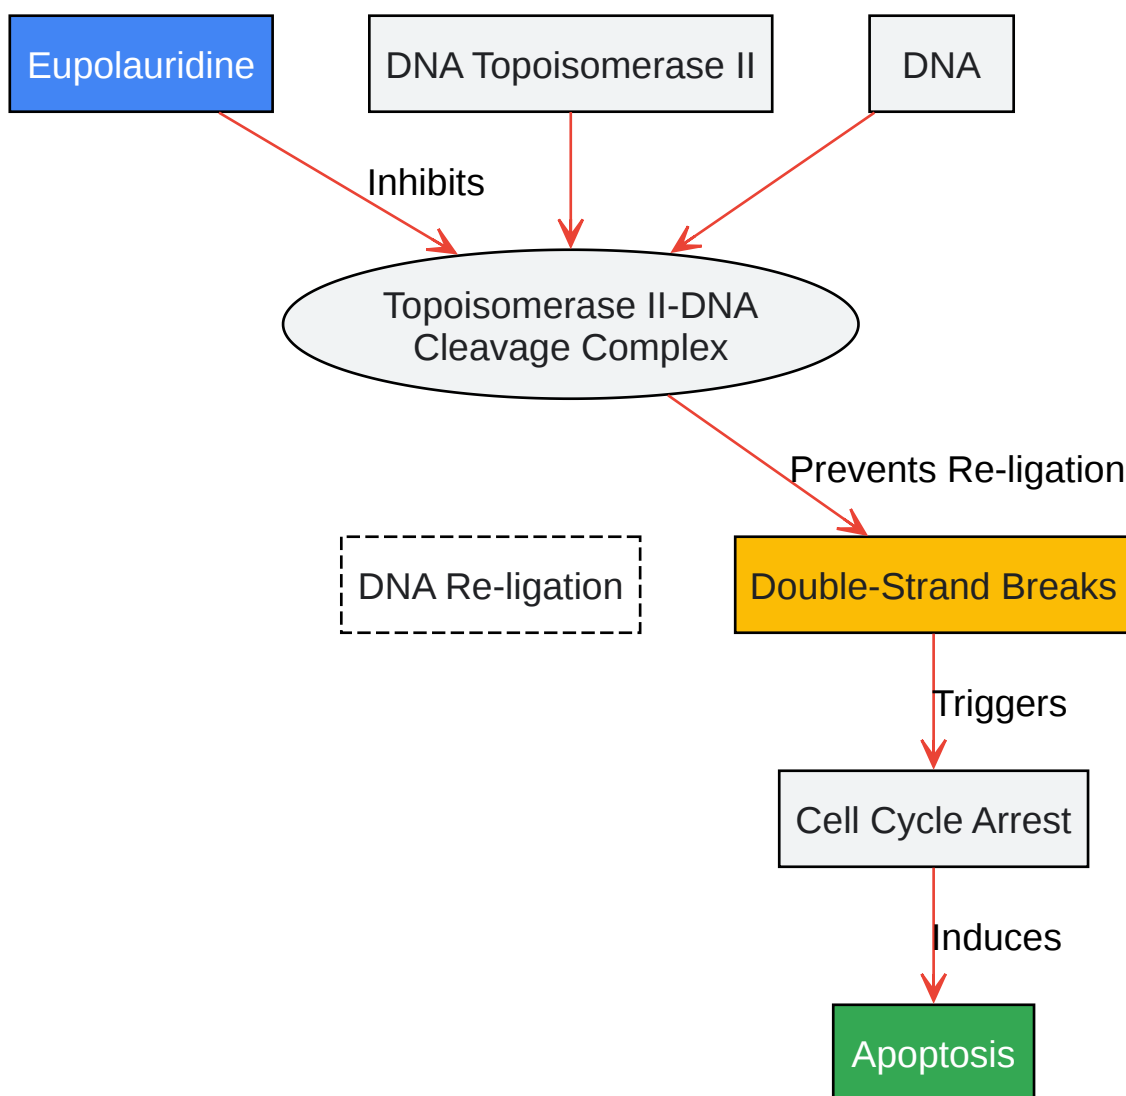 Eupolauridine
DNA Topoisomerase II
DNA
Inhibits
Topoisomerase II-DNA
Cleavage Complex
Prevents Re-ligation
DNA Re-ligation
Double-Strand Breaks
Triggers
Cell Cycle Arrest
Induces
Apoptosis